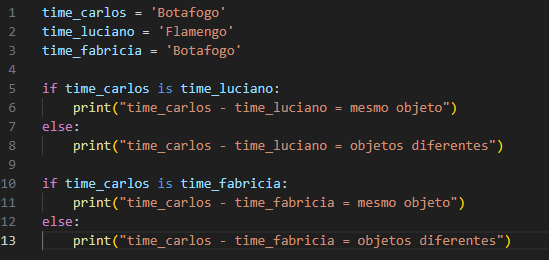 1 time_carlos = 'Botafogo'
2 time_luciano = 'Flamengo'
3 time_fabricia = 'Botafogo'
4
5 if time_carlos is time_luciano:
6     print("time_carlos - time_luciano = mesmo objeto")
7 else:
8     print("time_carlos - time_luciano = objetos diferentes")
9
10 if time_carlos is time_fabricia:
11     print("time_carlos - time_fabricia = mesmo objeto")
12 else:
13     print("time_carlos - time_fabricia = objetos diferentes")